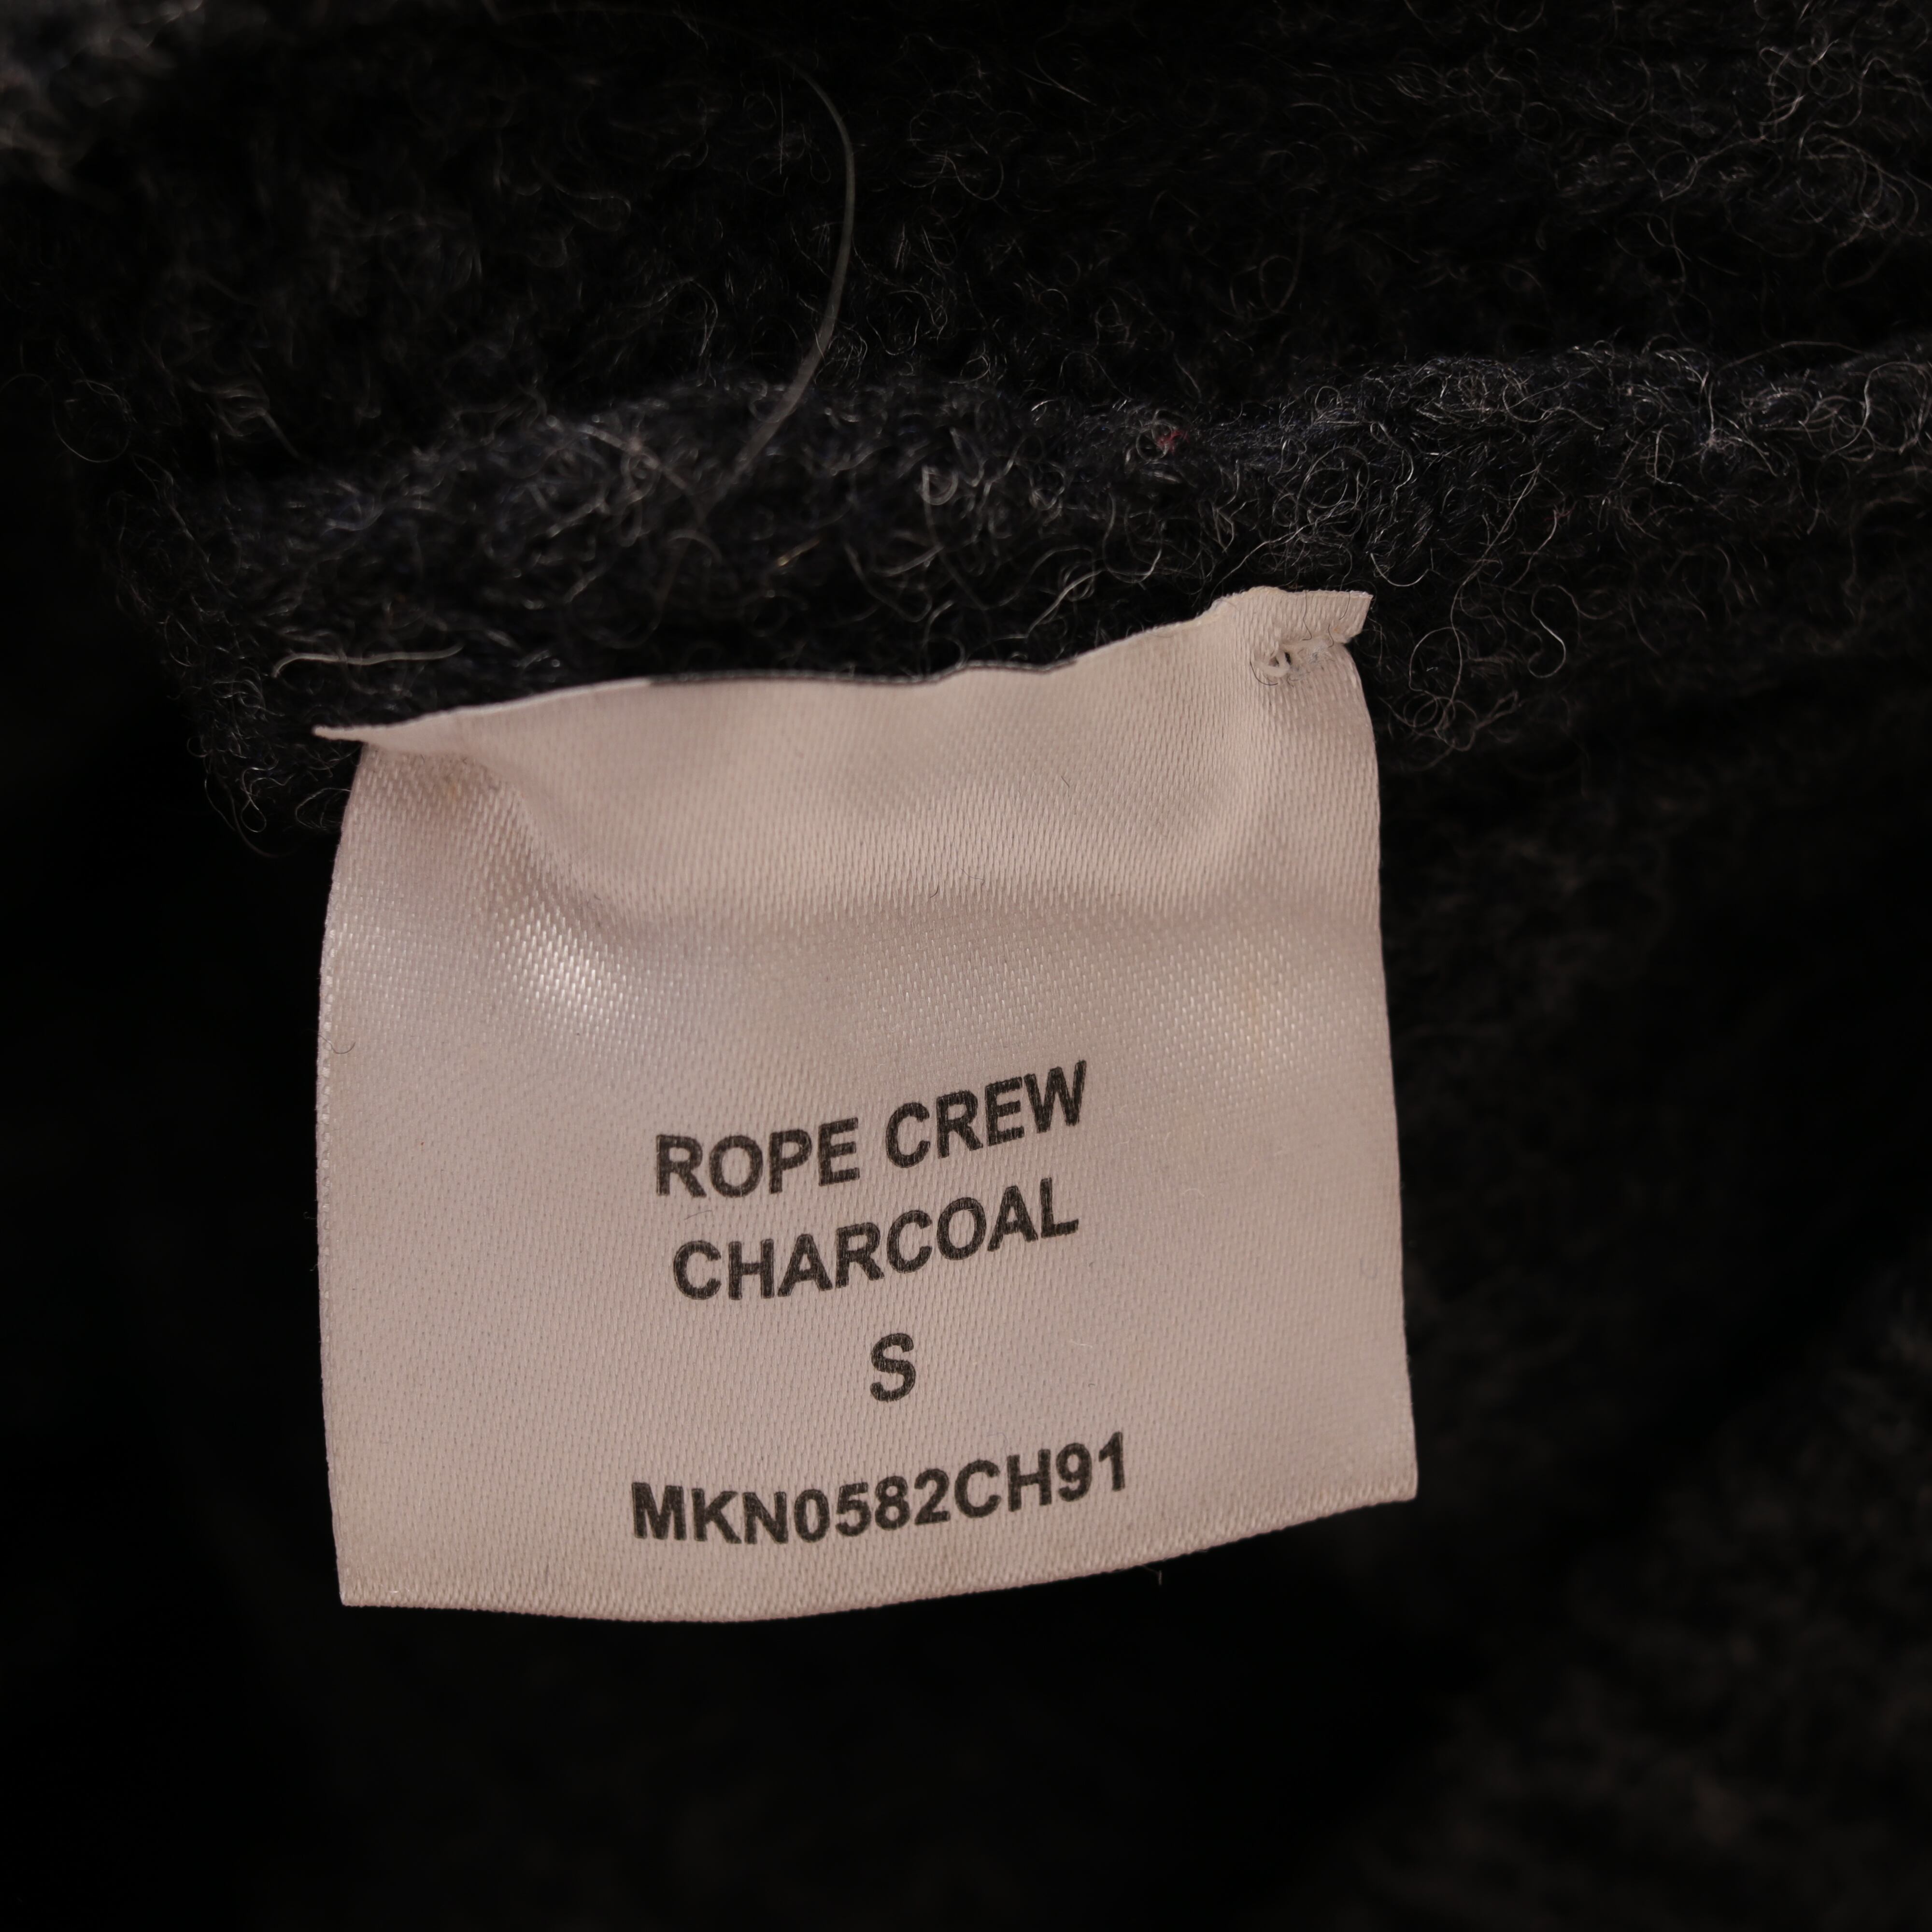 ROPE CREW
CHARCOAL
S
MKN0582CH91